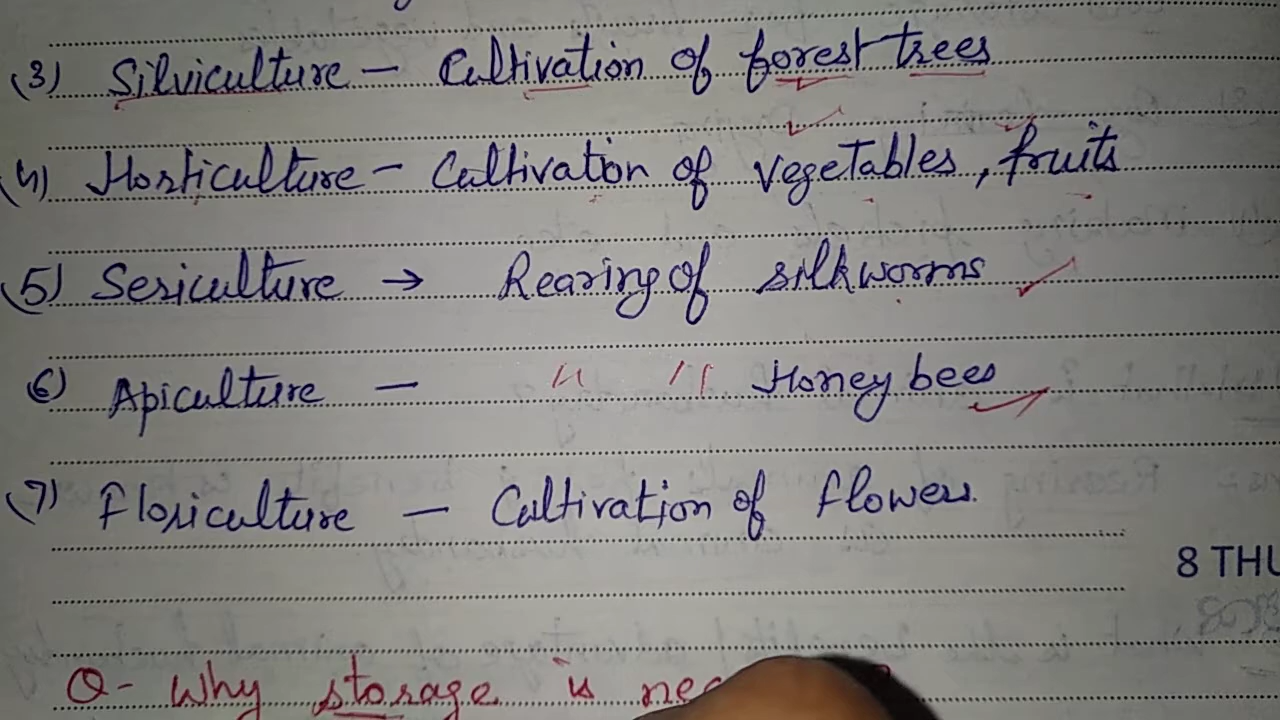 (3) Silviculture – Cultivation of forest trees
(4) Horticulture – Cultivation of vegetables, fruits
(5) Sericulture → Rearing of silkworms
(6) Apiculture – " " Honey bees
(7) Floriculture – Cultivation of flowers.
8 THU
Q- Why storage is